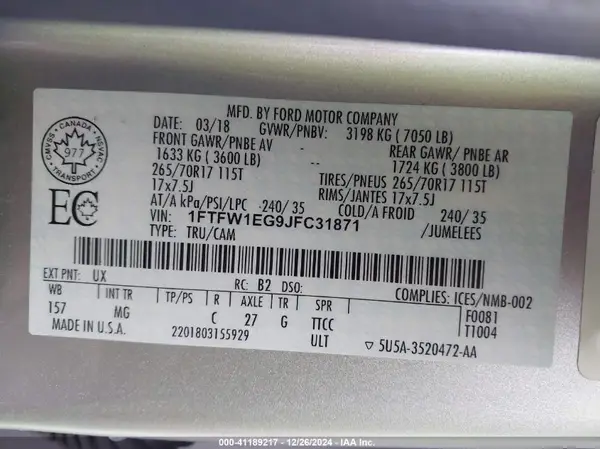 MFD. BY FORD MOTOR COMPANY
DATE: 03/18 GVWR/PNBV: 3198 KG ( 7050 LB)
FRONT GAWR/PNBE AV REAR GAWR/ PNBE AR
1633 KG ( 3600 LB) 1724 KG ( 3800 LB)
265/70R17 115T TIRES/PNEUS 265/70R17 115T
17x7.5J RIMS/JANTES 17x7.5J
AT/A kPa/PSI/LPC 240/ 35 COLD/A FROID 240/ 35
VIN: 1FTFW1EG9JFC31871 /JUMELEES
TYPE: TRU/CAM
CMVSS · CANADA · NSVAC
977
TRANSPORT
EC
EXT PNT: UX RC: B2 DSO: COMPLIES: ICES/NMB-002
WB INT TR TP/PS R AXLE TR SPR F0081
157 MG C 27 G TTCC T1004
MADE IN U.S.A. 2201803155929 ULT ▽ 5U5A-3520472-AA
000-41189217 - 12/26/2024 - IAA Inc.